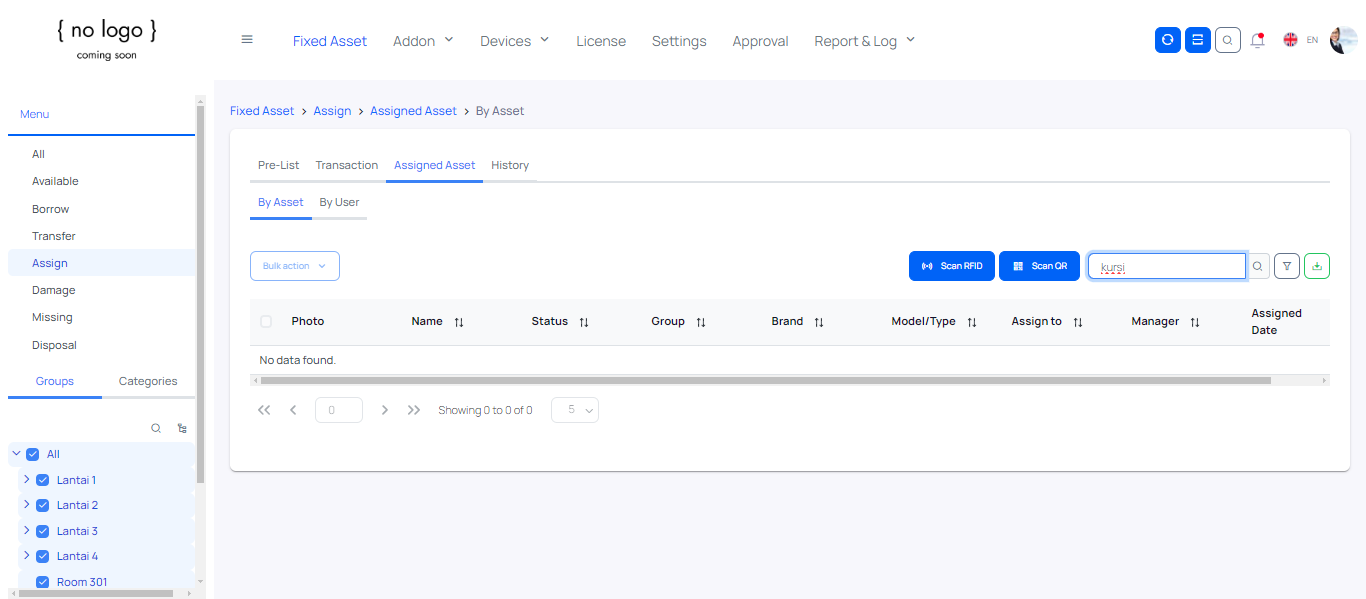 { no logo }
coming soon
Fixed Asset Addon Devices License Settings Approval Report & Log EN
Menu
All
Available
Borrow
Transfer
Assign
Damage
Missing
Disposal
Groups Categories
All
Lantai 1
Lantai 2
Lantai 3
Lantai 4
Room 301
Fixed Asset > Assign > Assigned Asset > By Asset
Pre-List Transaction Assigned Asset History
By Asset By User
Bulk action Scan RFID Scan QR kursi
Photo Name Status Group Brand Model/Type Assign to Manager Assigned
Date
No data found.
0 Showing 0 to 0 of 0 5